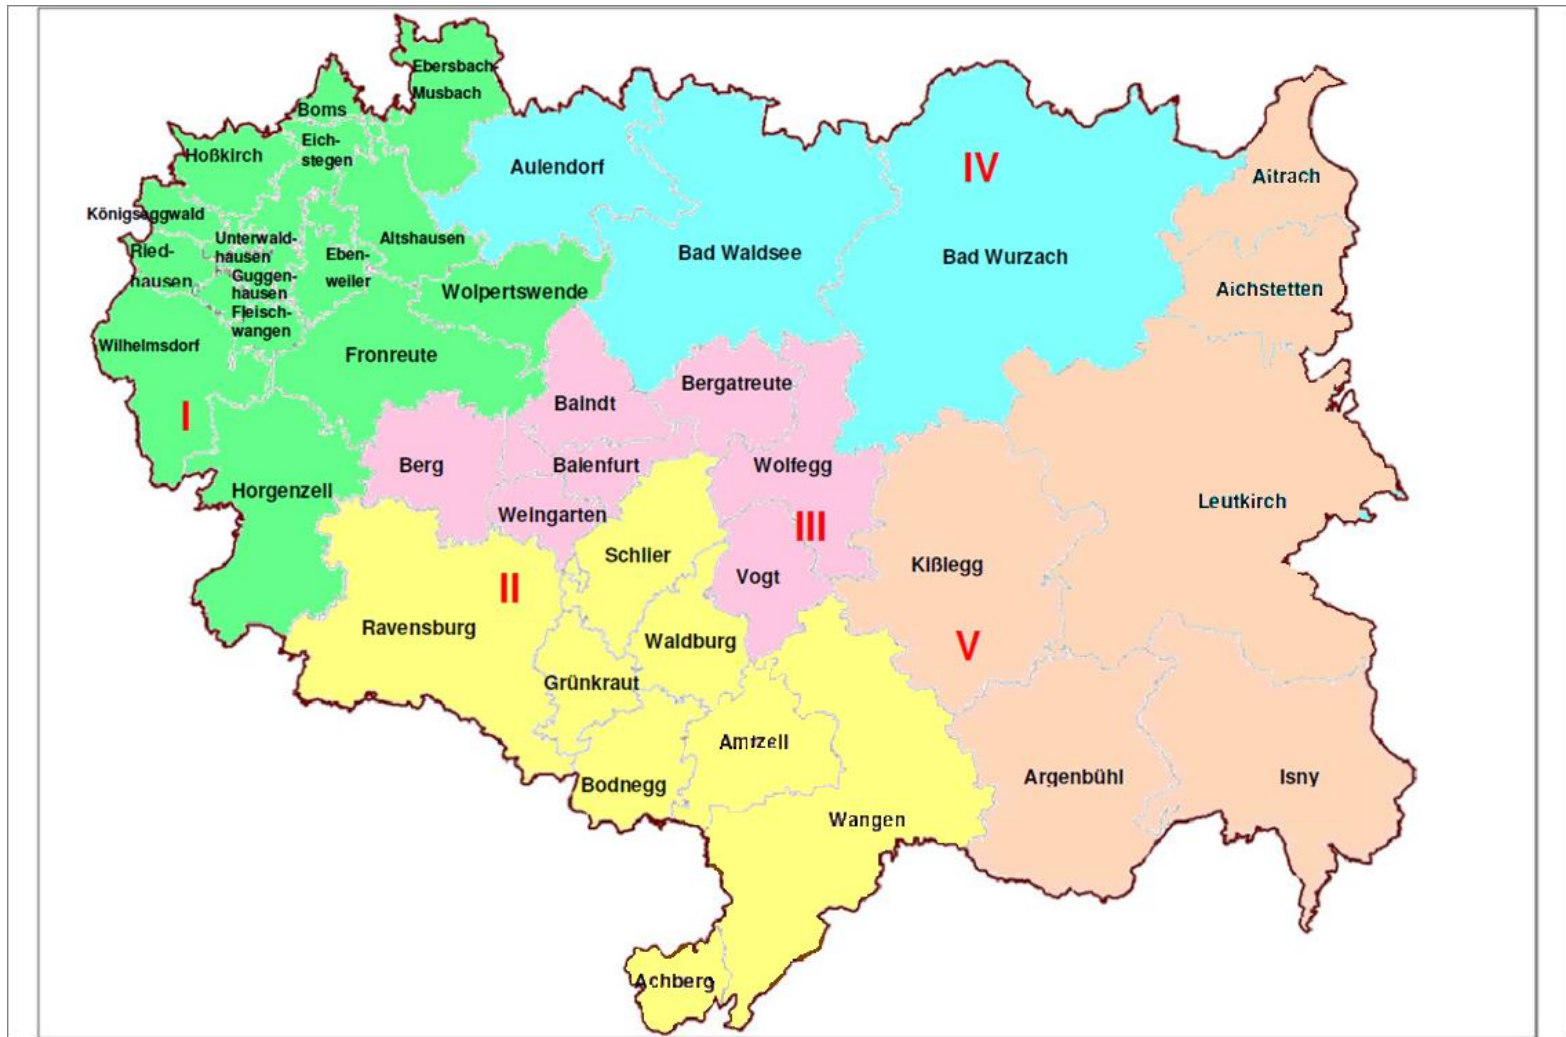 Ebersbach-
Musbach
Boms
Eich-
stegen
Hoßkirch
Aulendorf
IV
Aitrach
Königseggwald
Unterwald-
hausen
Altshausen
Ried-
hausen
Eben-
weiler
Bad Waldsee
Bad Wurzach
Guggen-
hausen
Aichstetten
Wolpertswende
Fleisch-
wangen
Wilhelmsdorf
Fronreute
Bergatreute
I
Baindt
Berg
Baienfurt
Wolfegg
Horgenzell
Leutkirch
Weingarten
III
Schlier
Kißlegg
Vogt
II
Ravensburg
Waldburg
V
Grünkraut
Amtzell
Argenbühl
Isny
Bodnegg
Wangen
Achberg